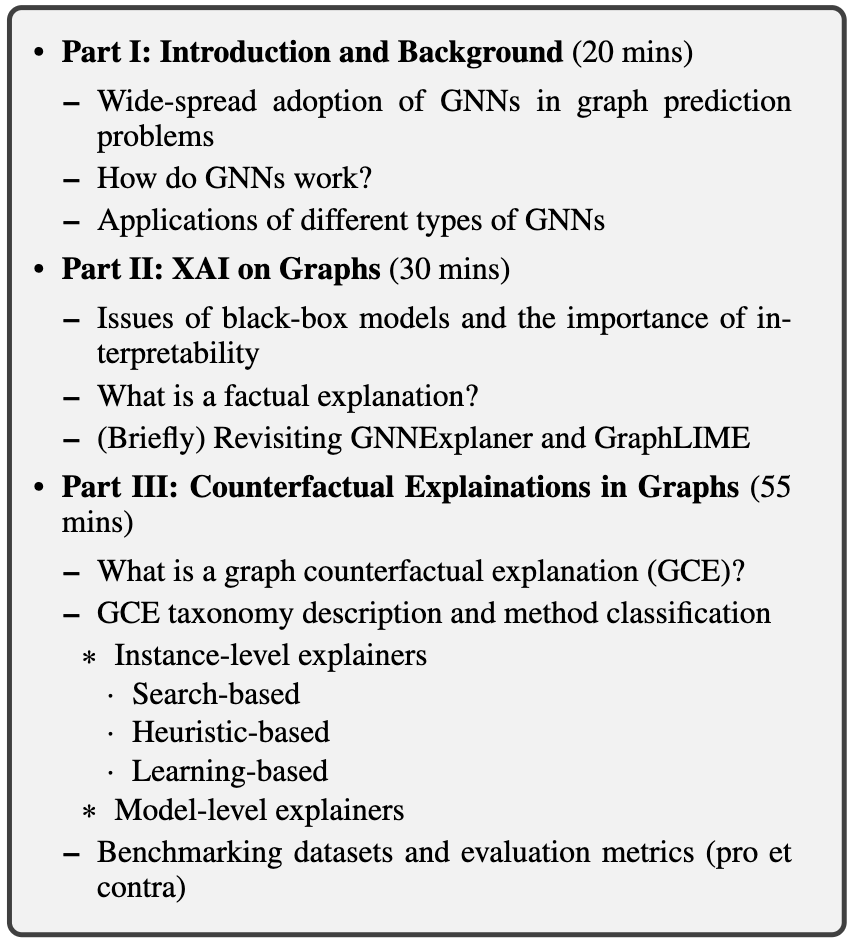 • Part I: Introduction and Background (20 mins)
– Wide-spread adoption of GNNs in graph prediction
problems
– How do GNNs work?
– Applications of different types of GNNs
• Part II: XAI on Graphs (30 mins)
– Issues of black-box models and the importance of in-
terpretability
– What is a factual explanation?
– (Briefly) Revisiting GNNExplaner and GraphLIME
• Part III: Counterfactual Explainations in Graphs (55
mins)
– What is a graph counterfactual explanation (GCE)?
– GCE taxonomy description and method classification
* Instance-level explainers
· Search-based
· Heuristic-based
· Learning-based
* Model-level explainers
– Benchmarking datasets and evaluation metrics (pro et
contra)